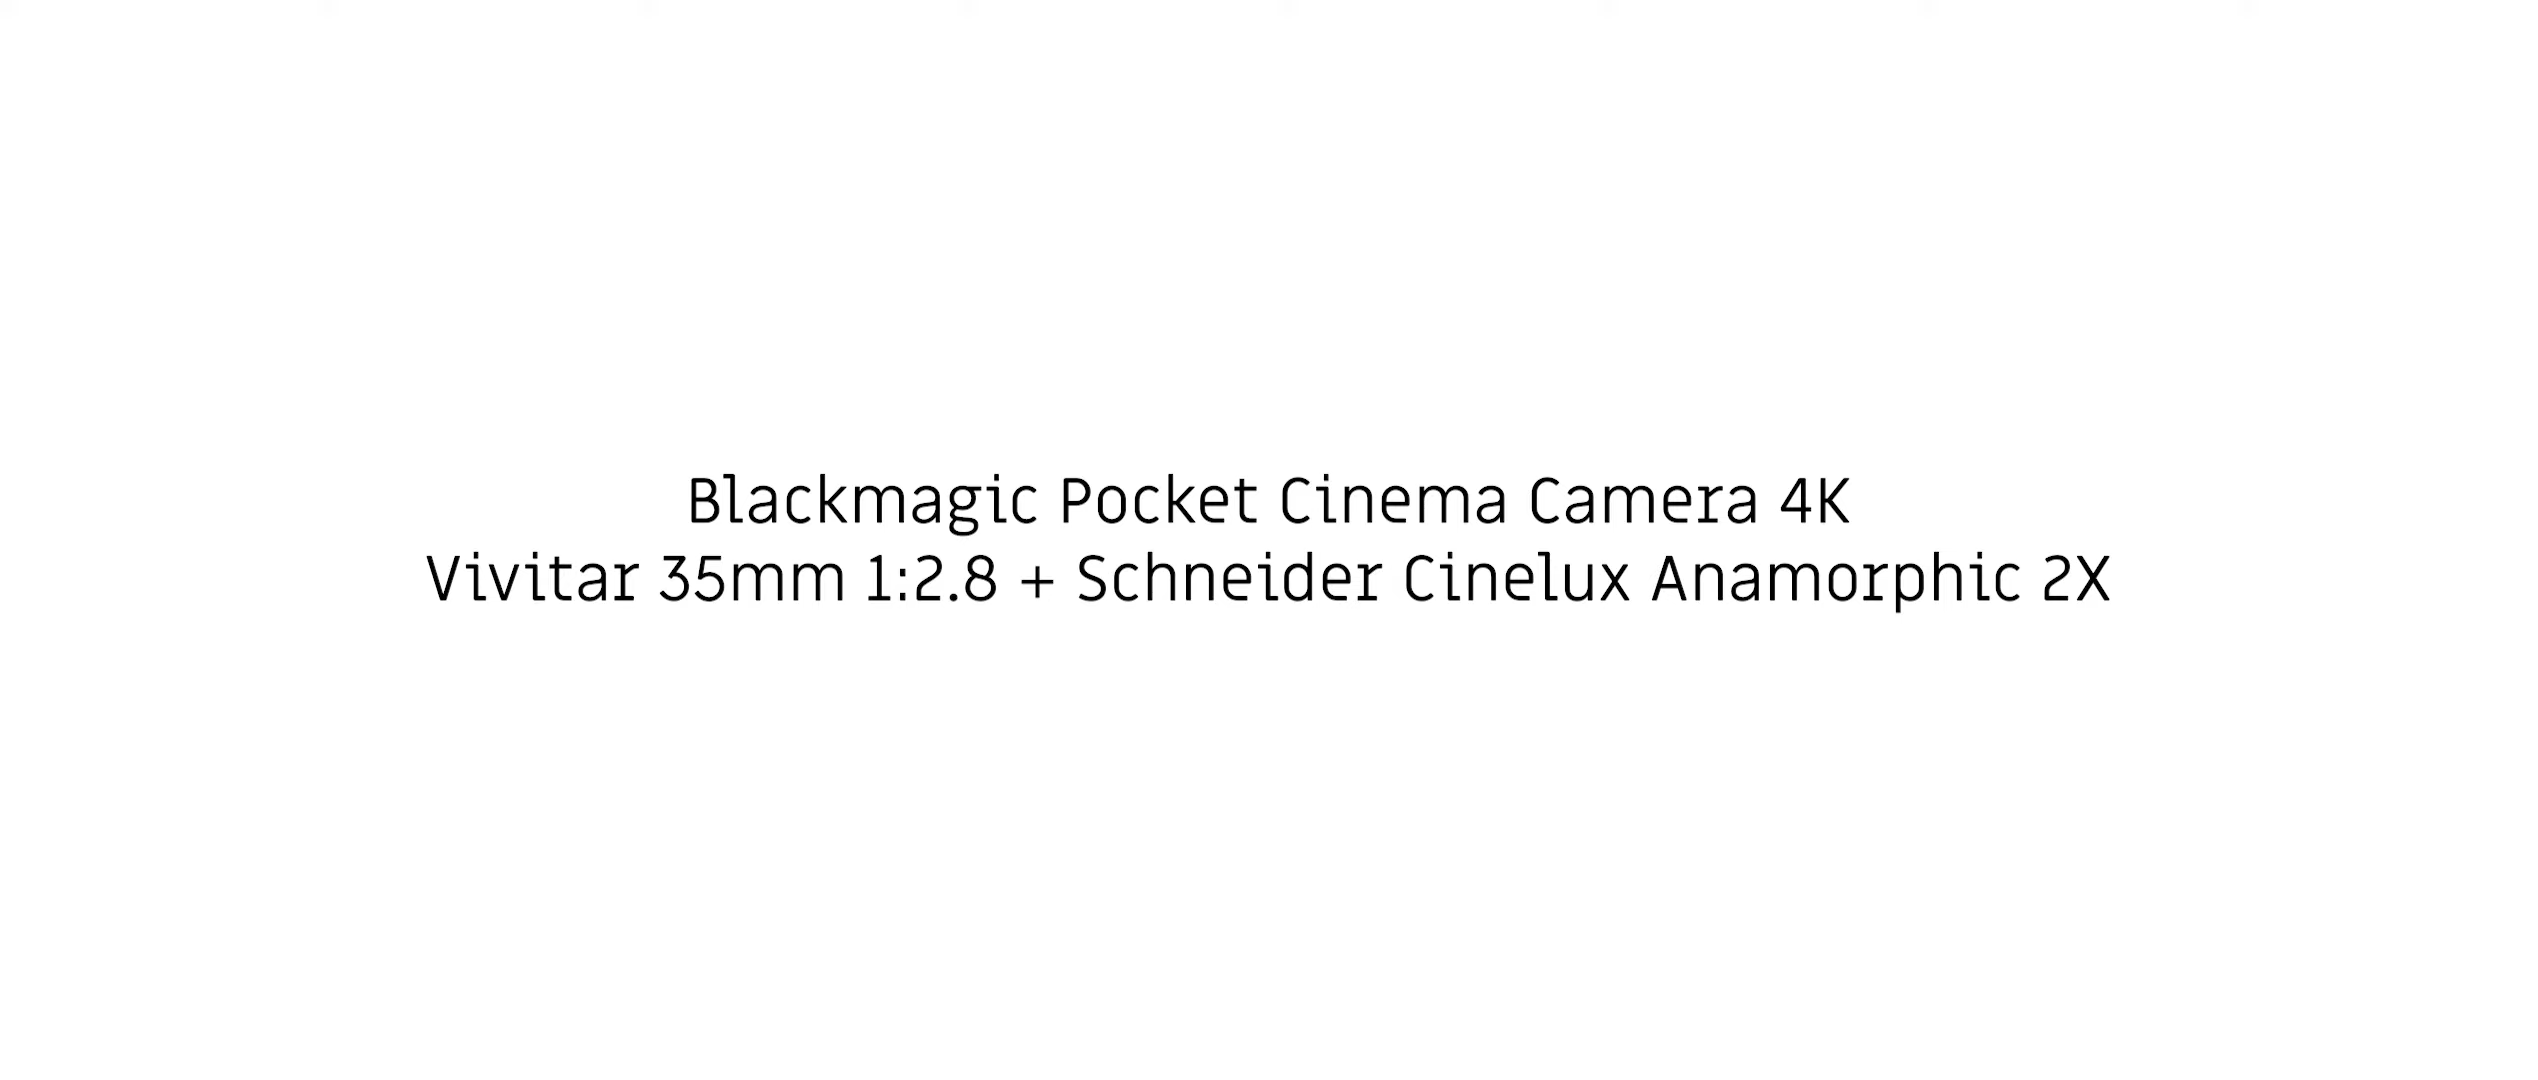 Blackmagic Pocket Cinema Camera 4K
Vivitar 35mm 1:2.8 + Schneider Cinelux Anamorphic 2X